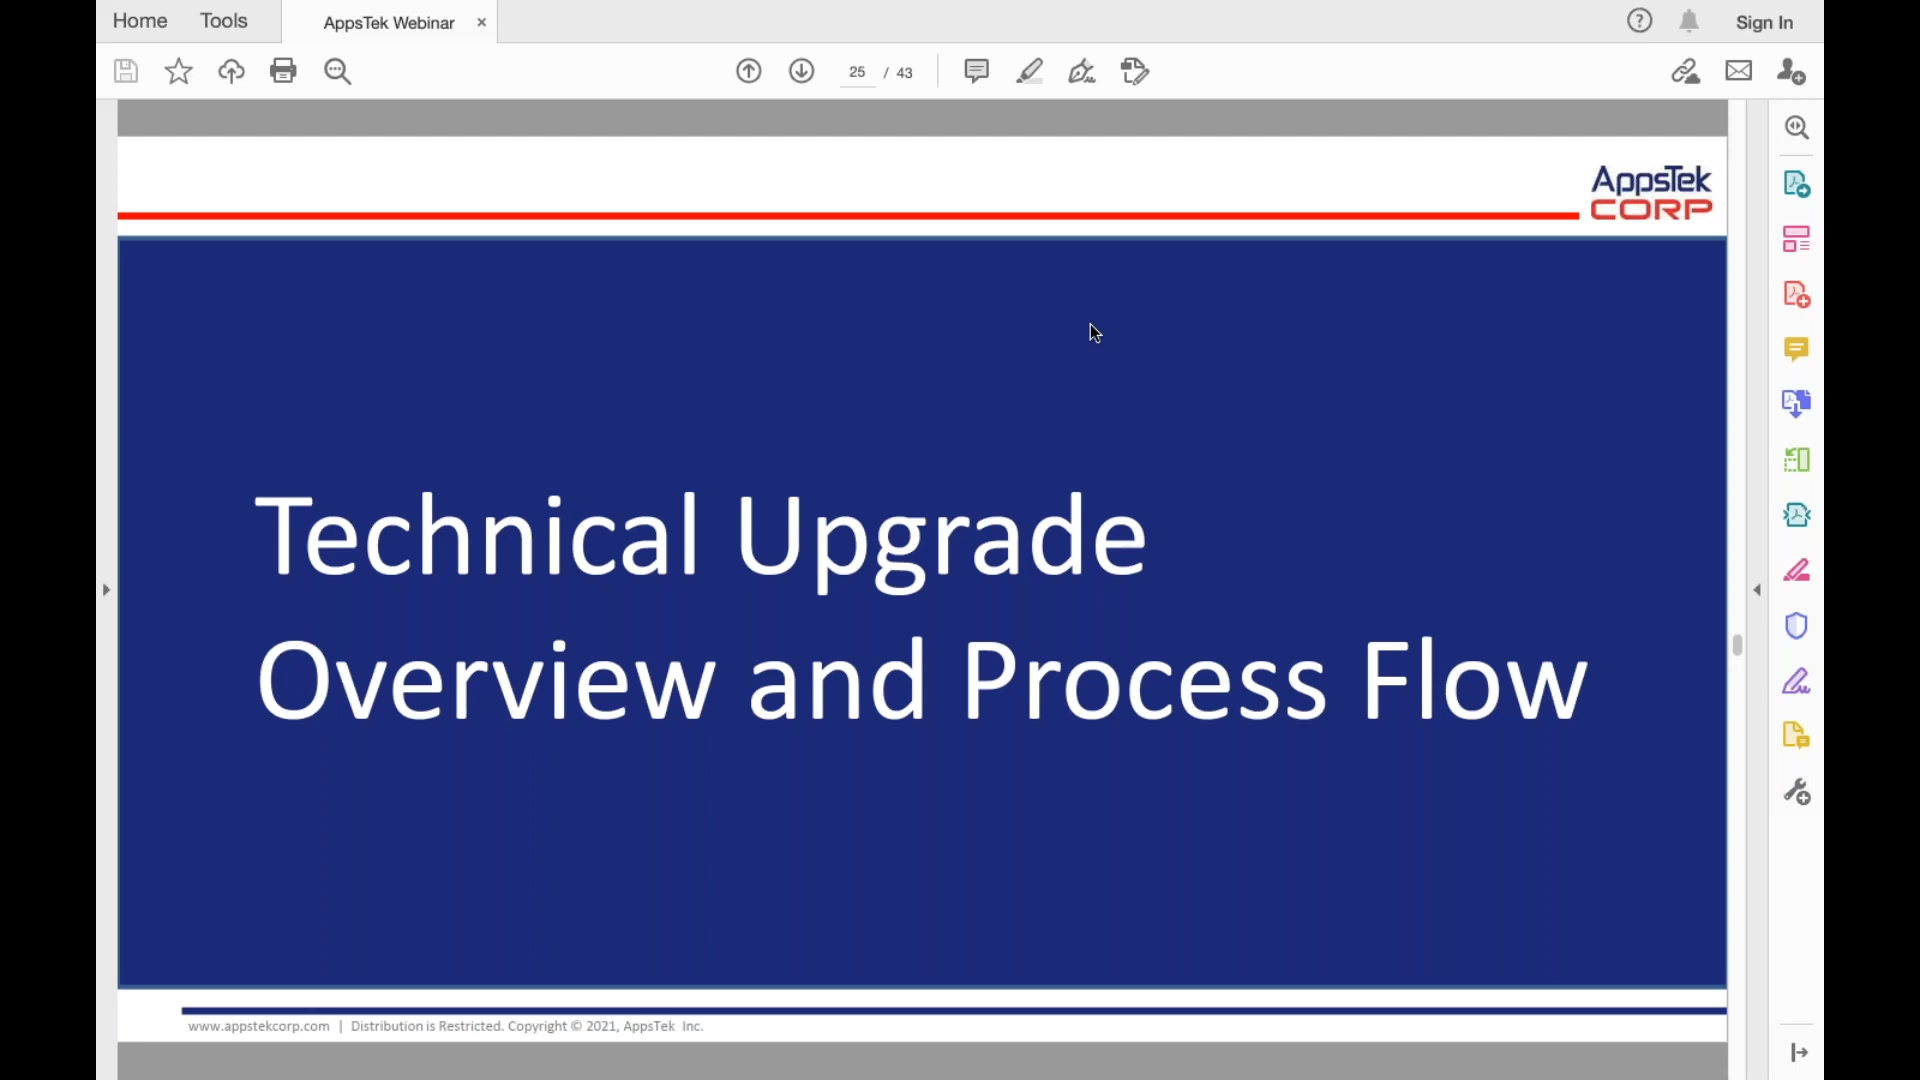 Home Tools AppsTek Webinar × Sign In
25 / 43
AppsTek
CORP
Technical Upgrade
Overview and Process Flow
www.appstekcorp.com | Distribution is Restricted. Copyright © 2021, AppsTek Inc.